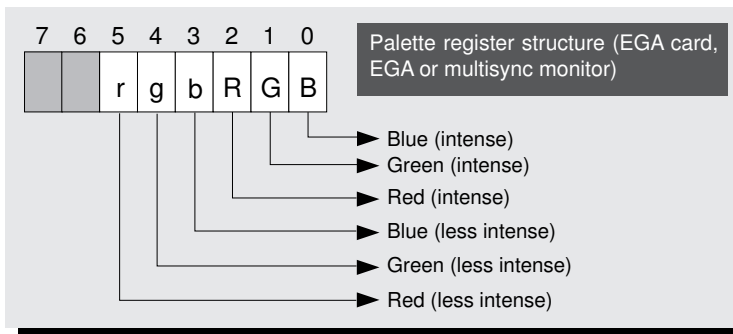 7 6 5 4 3 2 1 0
Palette register structure (EGA card,
EGA or multisync monitor)
r g b R G B
Blue (intense)
Green (intense)
Red (intense)
Blue (less intense)
Green (less intense)
Red (less intense)